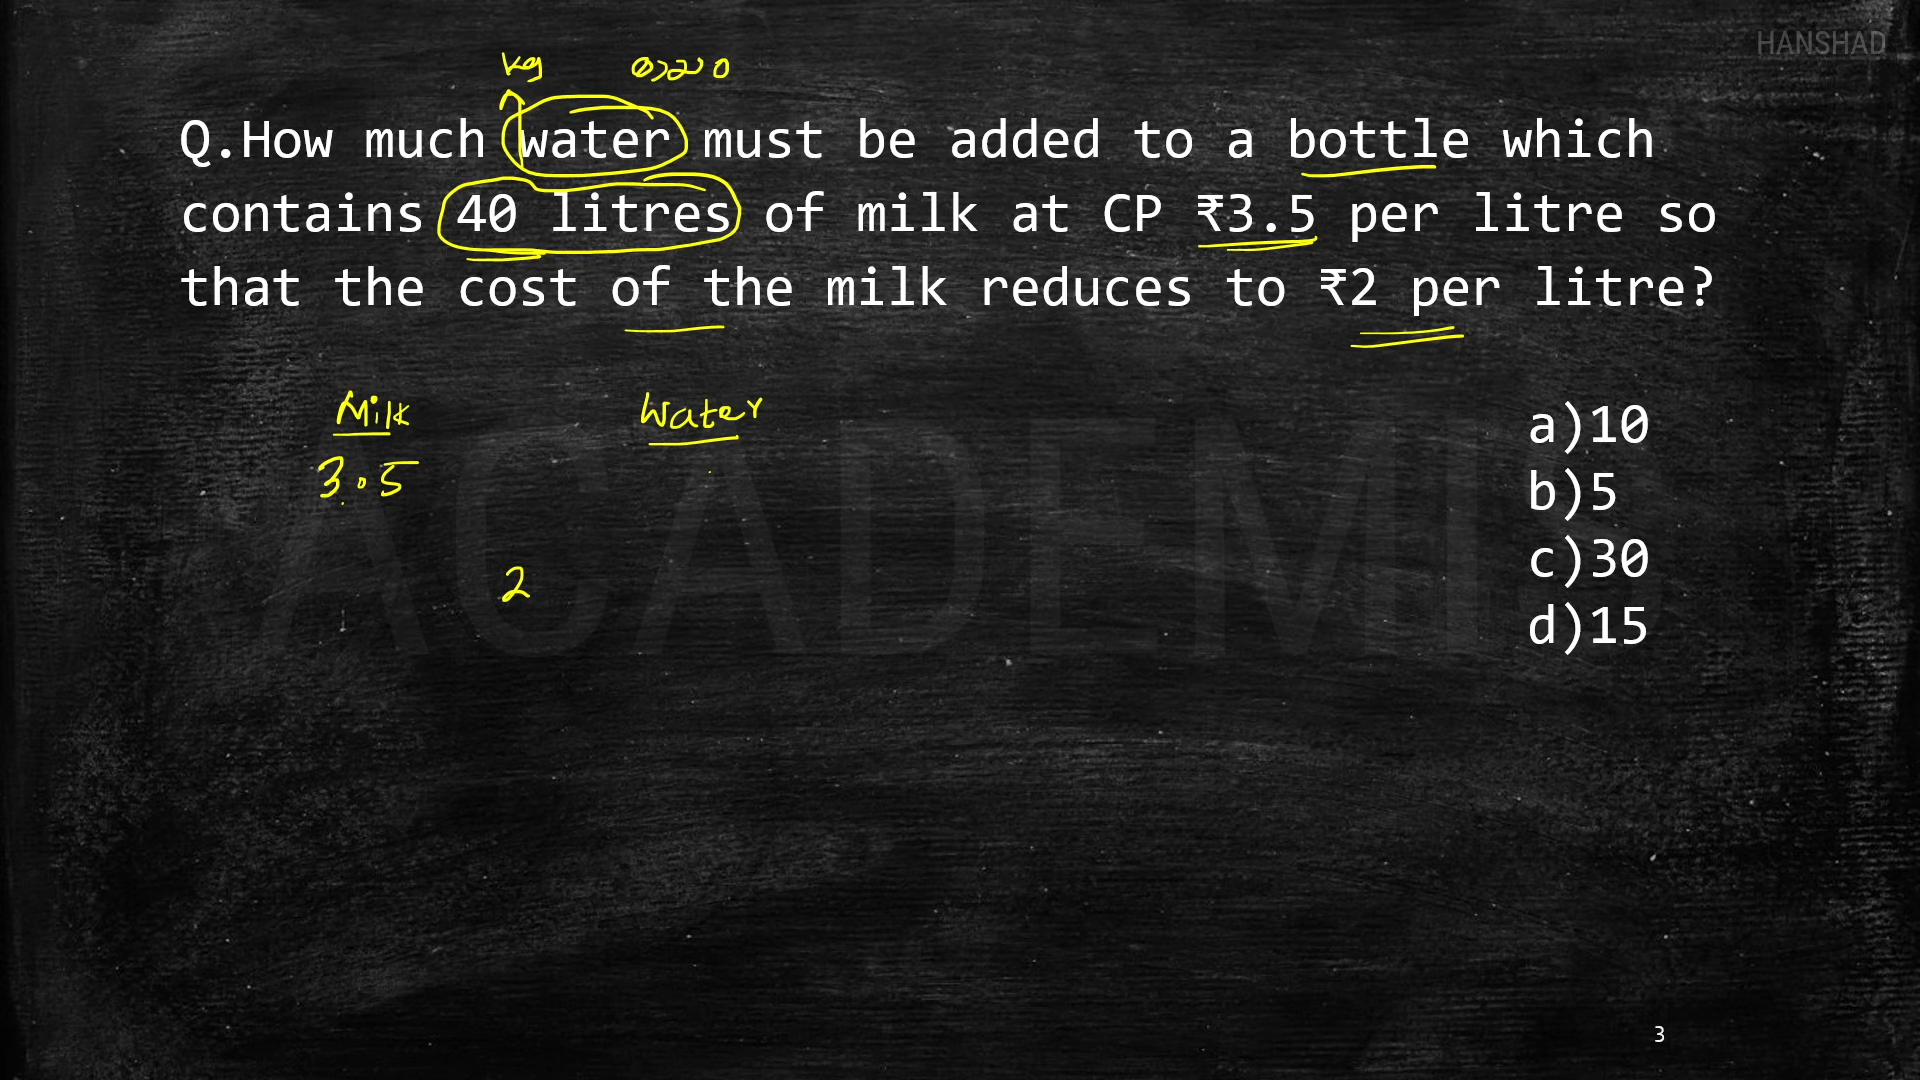 HANSHAD
kg
Q.How much water must be added to a bottle which
contains 40 litres of milk at CP ₹3.5 per litre so
that the cost of the milk reduces to ₹2 per litre?
Milk Water
3.5
2
a)10
b)5
c)30
d)15
ACADEMI
3